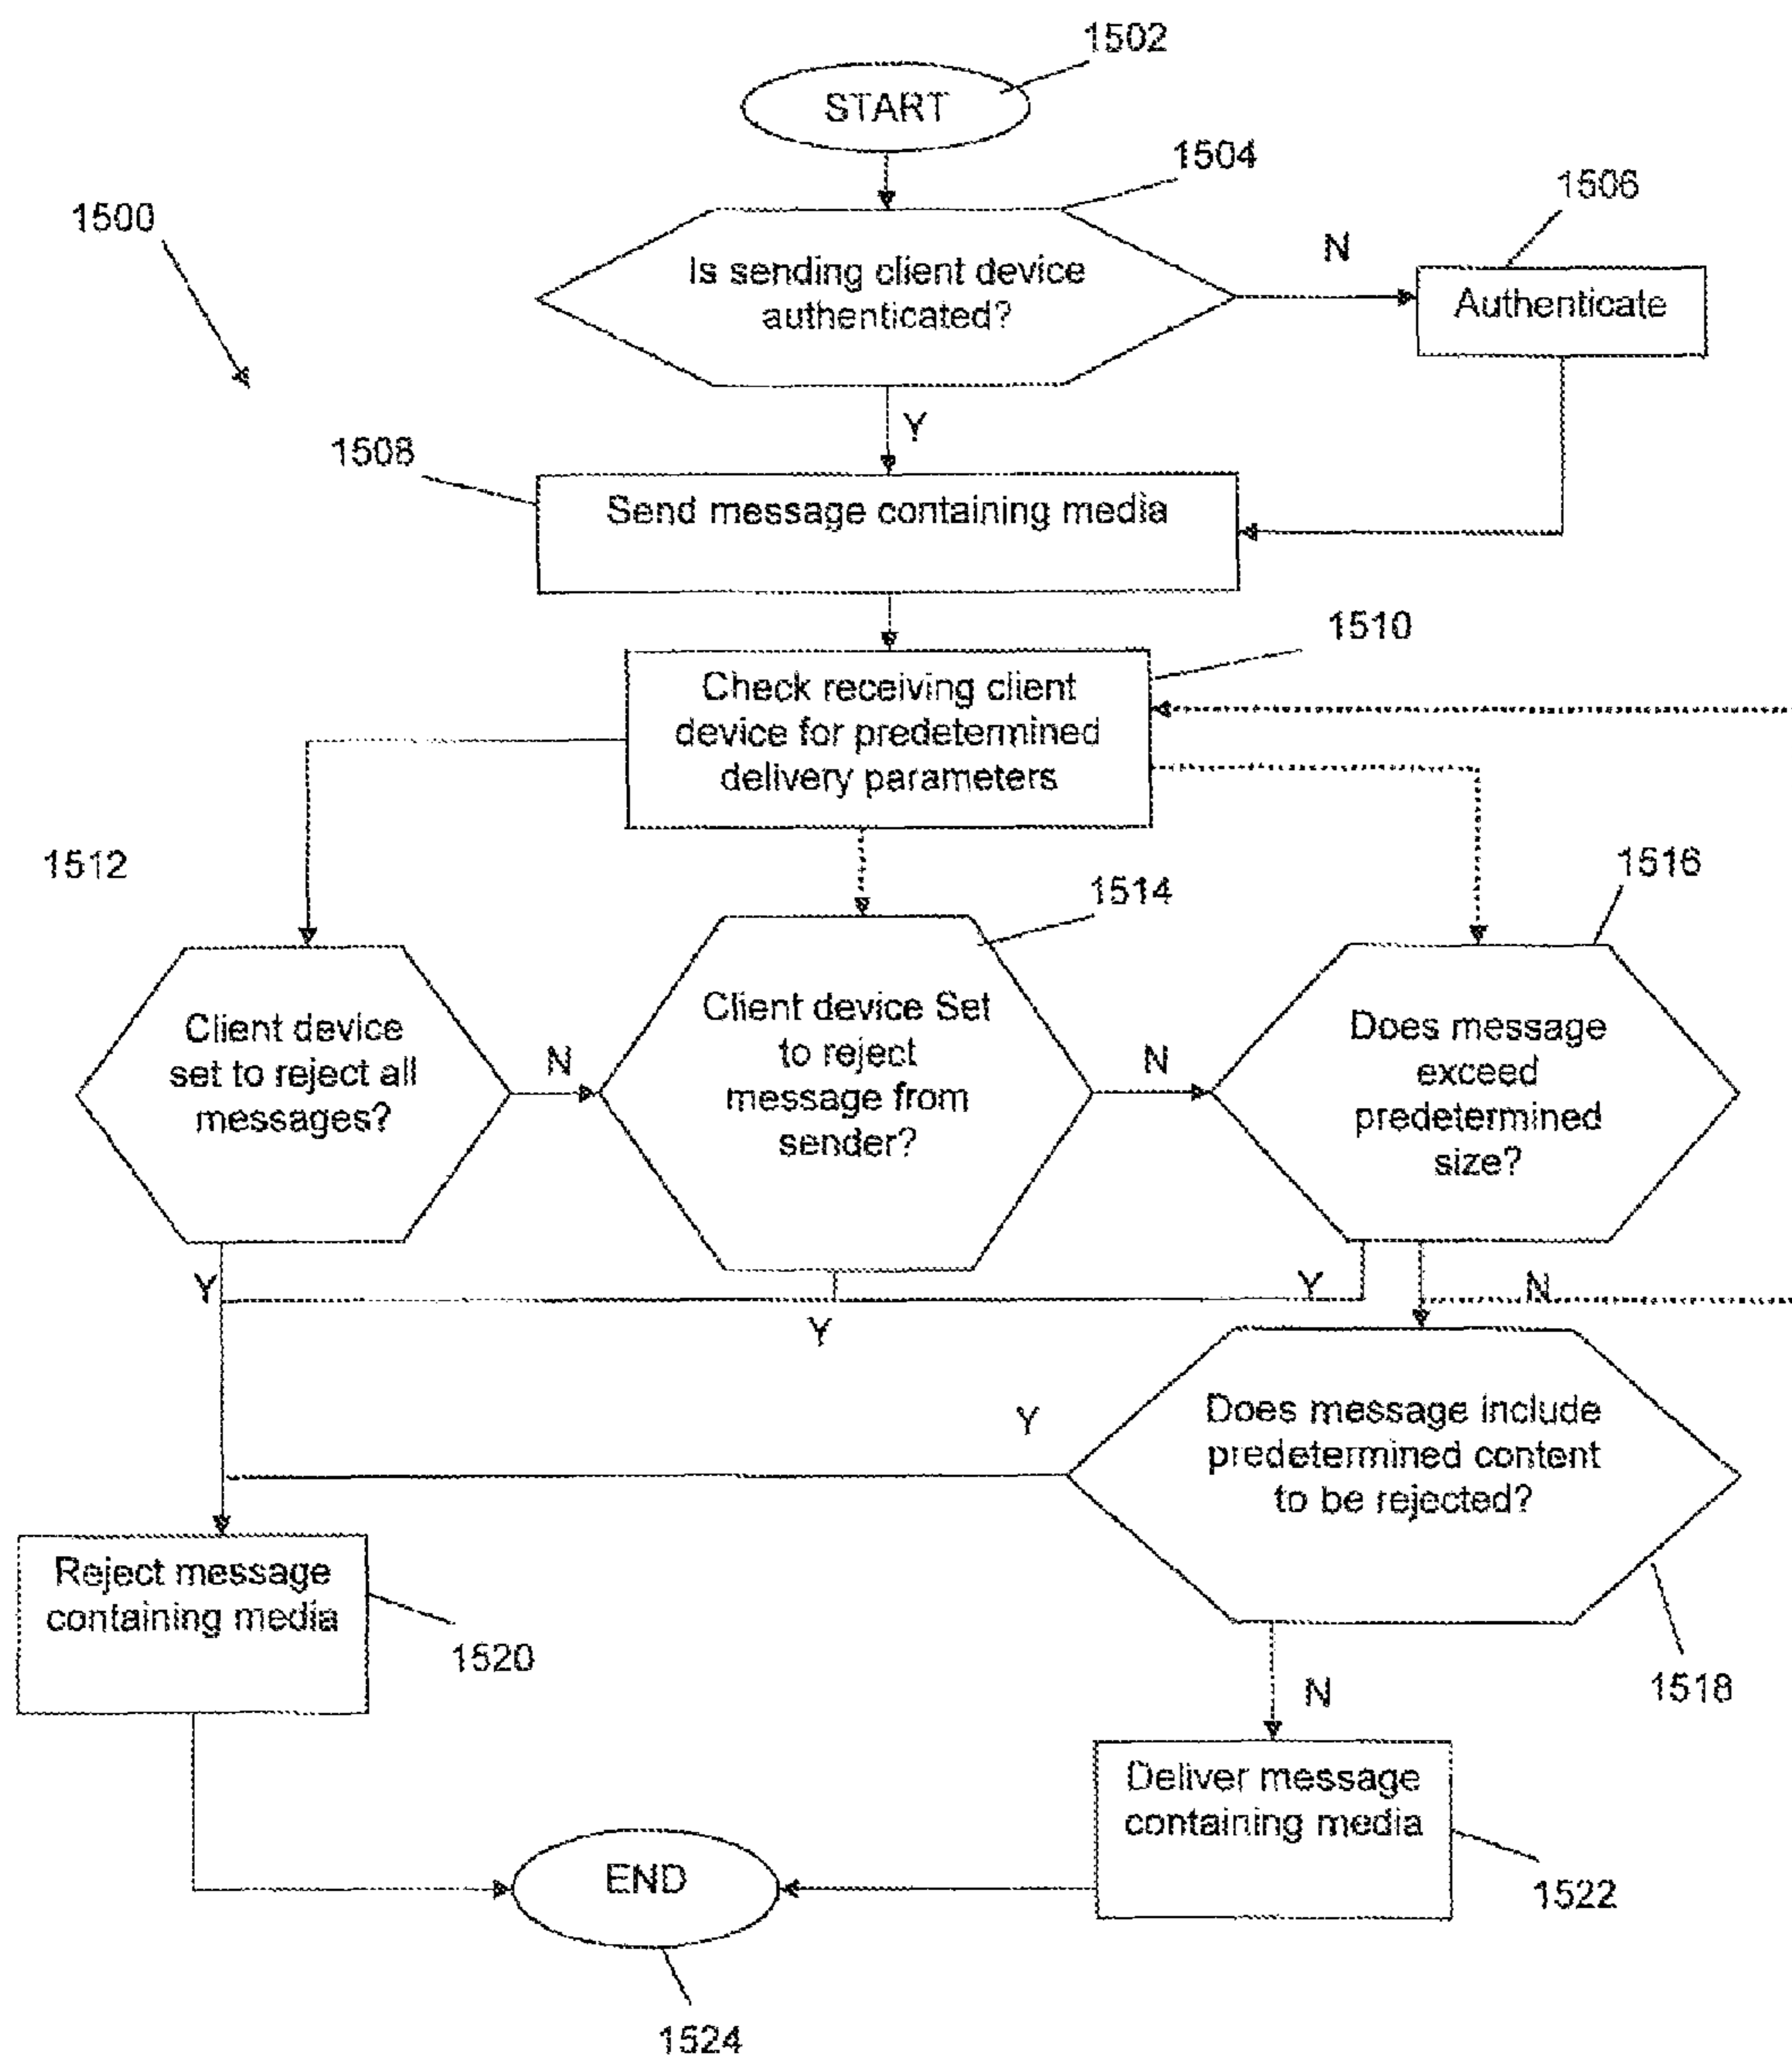 1502
START
1504
1506
1500
Is sending client device
authenticated?
N
Authenticate
Y
1508
Send message containing media
1510
Check receiving client
device for predetermined
delivery parameters
1512
1514
1516
Client device
set to reject all
messages?
N
Client device Set
to reject
message from
sender?
N
Does message
exceed
predetermined
size?
Y
Y
Y
N
Y
Does message include
predetermined content
to be rejected?
Reject message
containing media
1520
1518
N
Deliver message
containing media
END
1522
1524